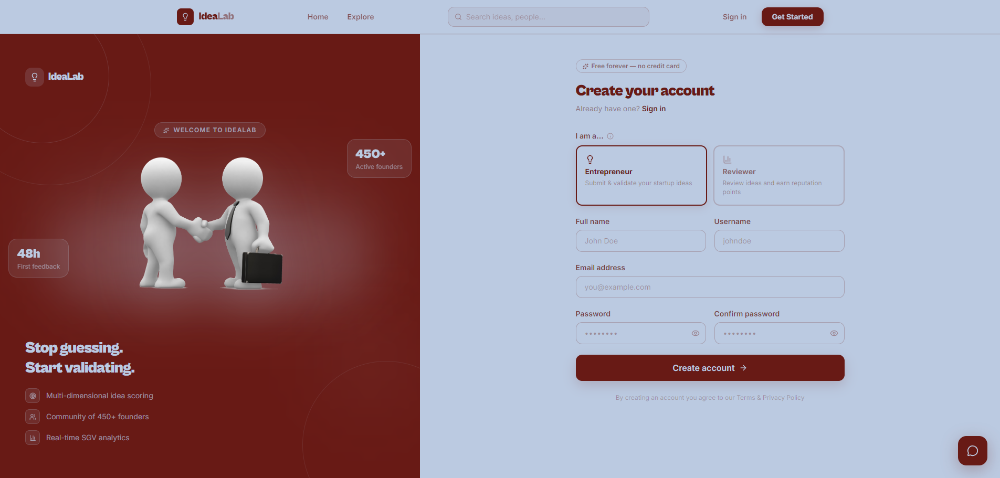 IdeaLab
Home
Explore
Search ideas, people...
Sign in
Get Started
IdeaLab
WELCOME TO IDEALAB
450+
Active founders
48h
First feedback
Stop guessing.
Start validating.
Multi-dimensional idea scoring
Community of 450+ founders
Real-time SGV analytics
Free forever — no credit card
Create your account
Already have one? Sign in
I am a...
Entrepreneur
Submit & validate your startup ideas
Reviewer
Review ideas and earn reputation
points
Full name
Username
John Doe
johndoe
Email address
you@example.com
Password
Confirm password
••••••••
••••••••
Create account →
By creating an account you agree to our Terms & Privacy Policy